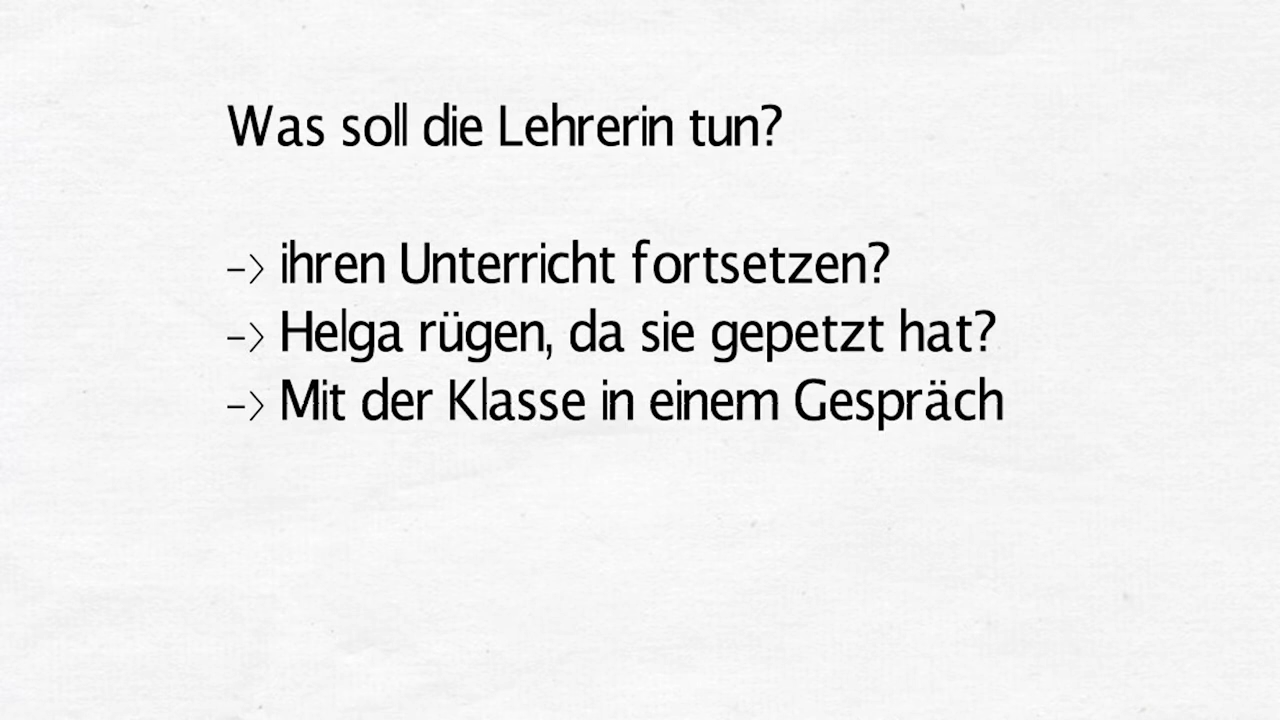 Was soll die Lehrerin tun?
–> ihren Unterricht fortsetzen?
–> Helga rügen, da sie gepetzt hat?
–> Mit der Klasse in einem Gespräch